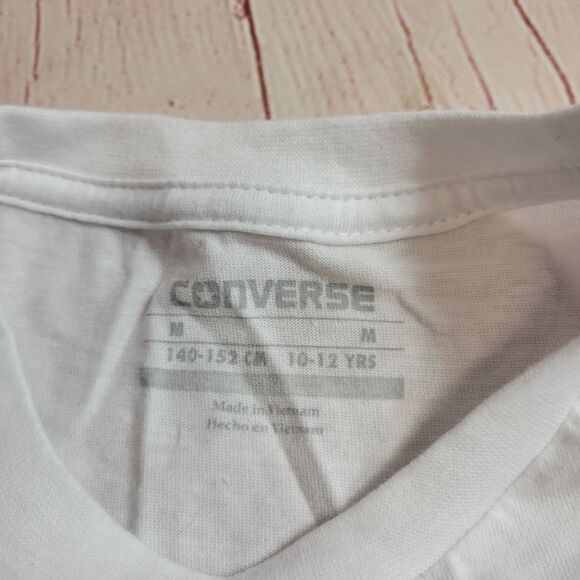 CONVERSE
M M
140-152 CM 10-12 YRS
Made in Vietnam
Hecho en Vietnam